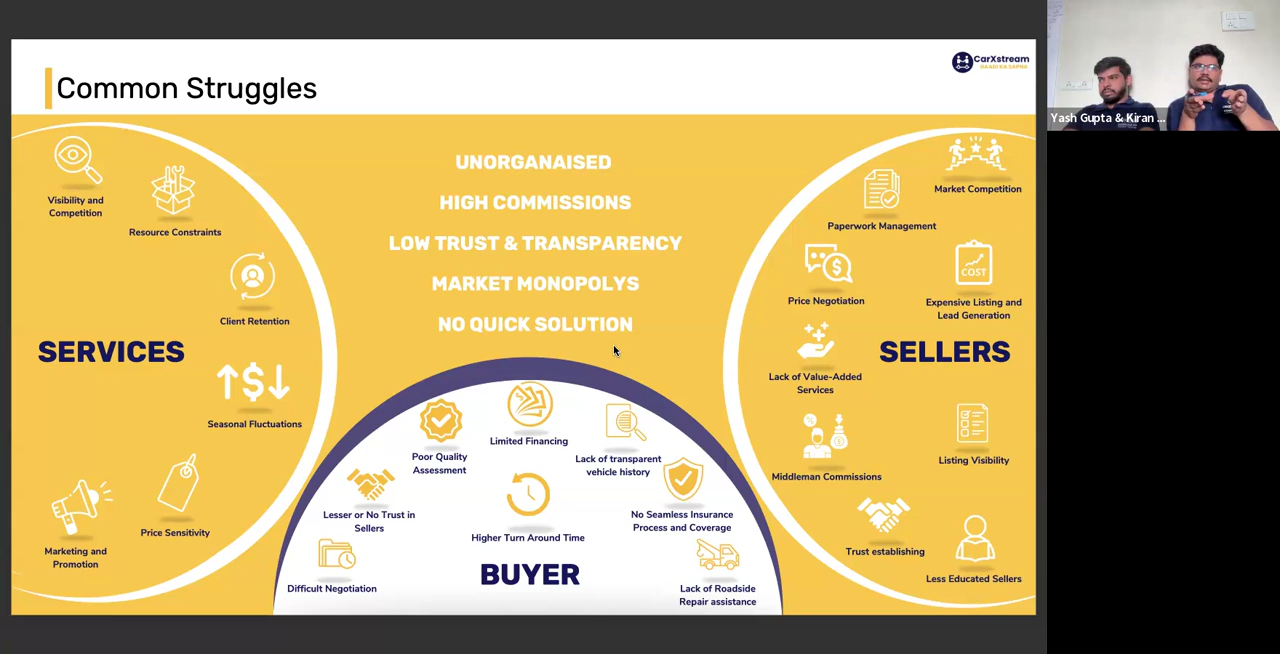 Common Struggles
CarXstream
UNORGANAISED
HIGH COMMISSIONS
LOW TRUST & TRANSPARENCY
MARKET MONOPOLYS
NO QUICK SOLUTION
Visibility and
Competition
Resource Constraints
Client Retention
SERVICES
Seasonal Fluctuations
Price Sensitivity
Marketing and
Promotion
Limited Financing
Poor Quality
Assessment
Lack of transparent
vehicle history
Lesser or No Trust in
Sellers
Higher Turn Around Time
No Seamless Insurance
Process and Coverage
Difficult Negotiation
BUYER
Lack of Roadside
Repair assistance
Market Competition
Paperwork Management
Price Negotiation
COST
Expensive Listing and
Lead Generation
SELLERS
Lack of Value-Added
Services
Listing Visibility
Middleman Commissions
Trust establishing
Less Educated Sellers
Yash Gupta & Kiran ...